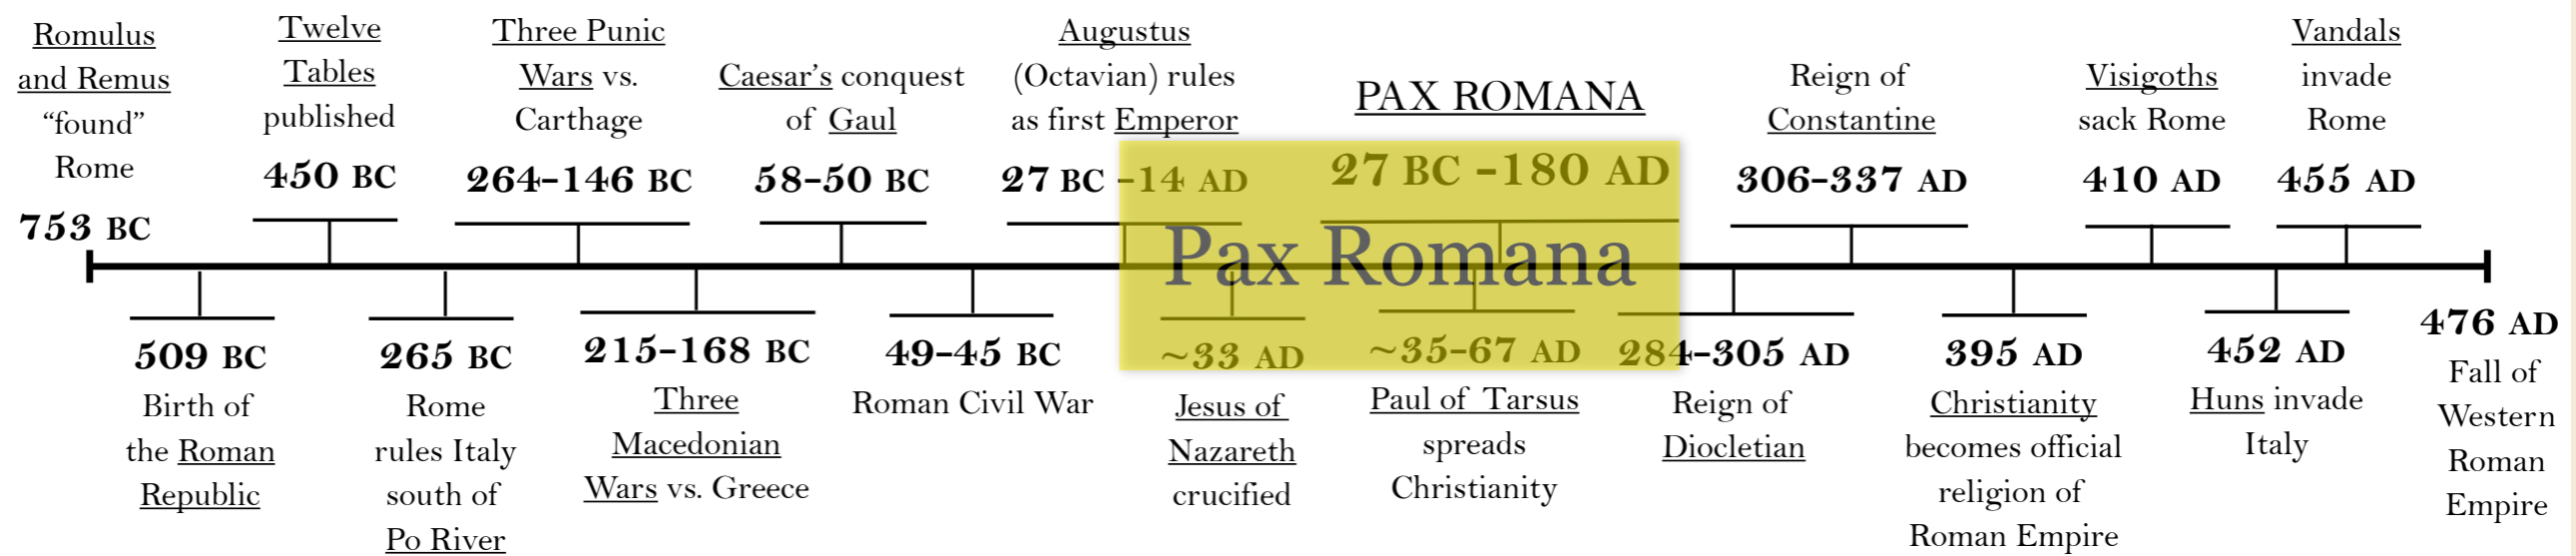 Romulus
and Remus
“found”
Rome
753 BC
Twelve
Tables
published
450 BC
Three Punic
Wars vs.
Carthage
264–146 BC
Caesar’s conquest
of Gaul
58–50 BC
Augustus
(Octavian) rules
as first Emperor
27 BC –14 AD
PAX ROMANA
27 BC –180 AD
Reign of
Constantine
306–337 AD
Visigoths
sack Rome
410 AD
Vandals
invade
Rome
455 AD
Pax Romana
509 BC
Birth of
the Roman
Republic
265 BC
Rome
rules Italy
south of
Po River
215–168 BC
Three
Macedonian
Wars vs. Greece
49–45 BC
Roman Civil War
~33 AD
Jesus of
Nazareth
crucified
~35–67 AD
Paul of Tarsus
spreads
Christianity
284–305 AD
Reign of
Diocletian
395 AD
Christianity
becomes official
religion of
Roman Empire
452 AD
Huns invade
Italy
476 AD
Fall of
Western
Roman
Empire